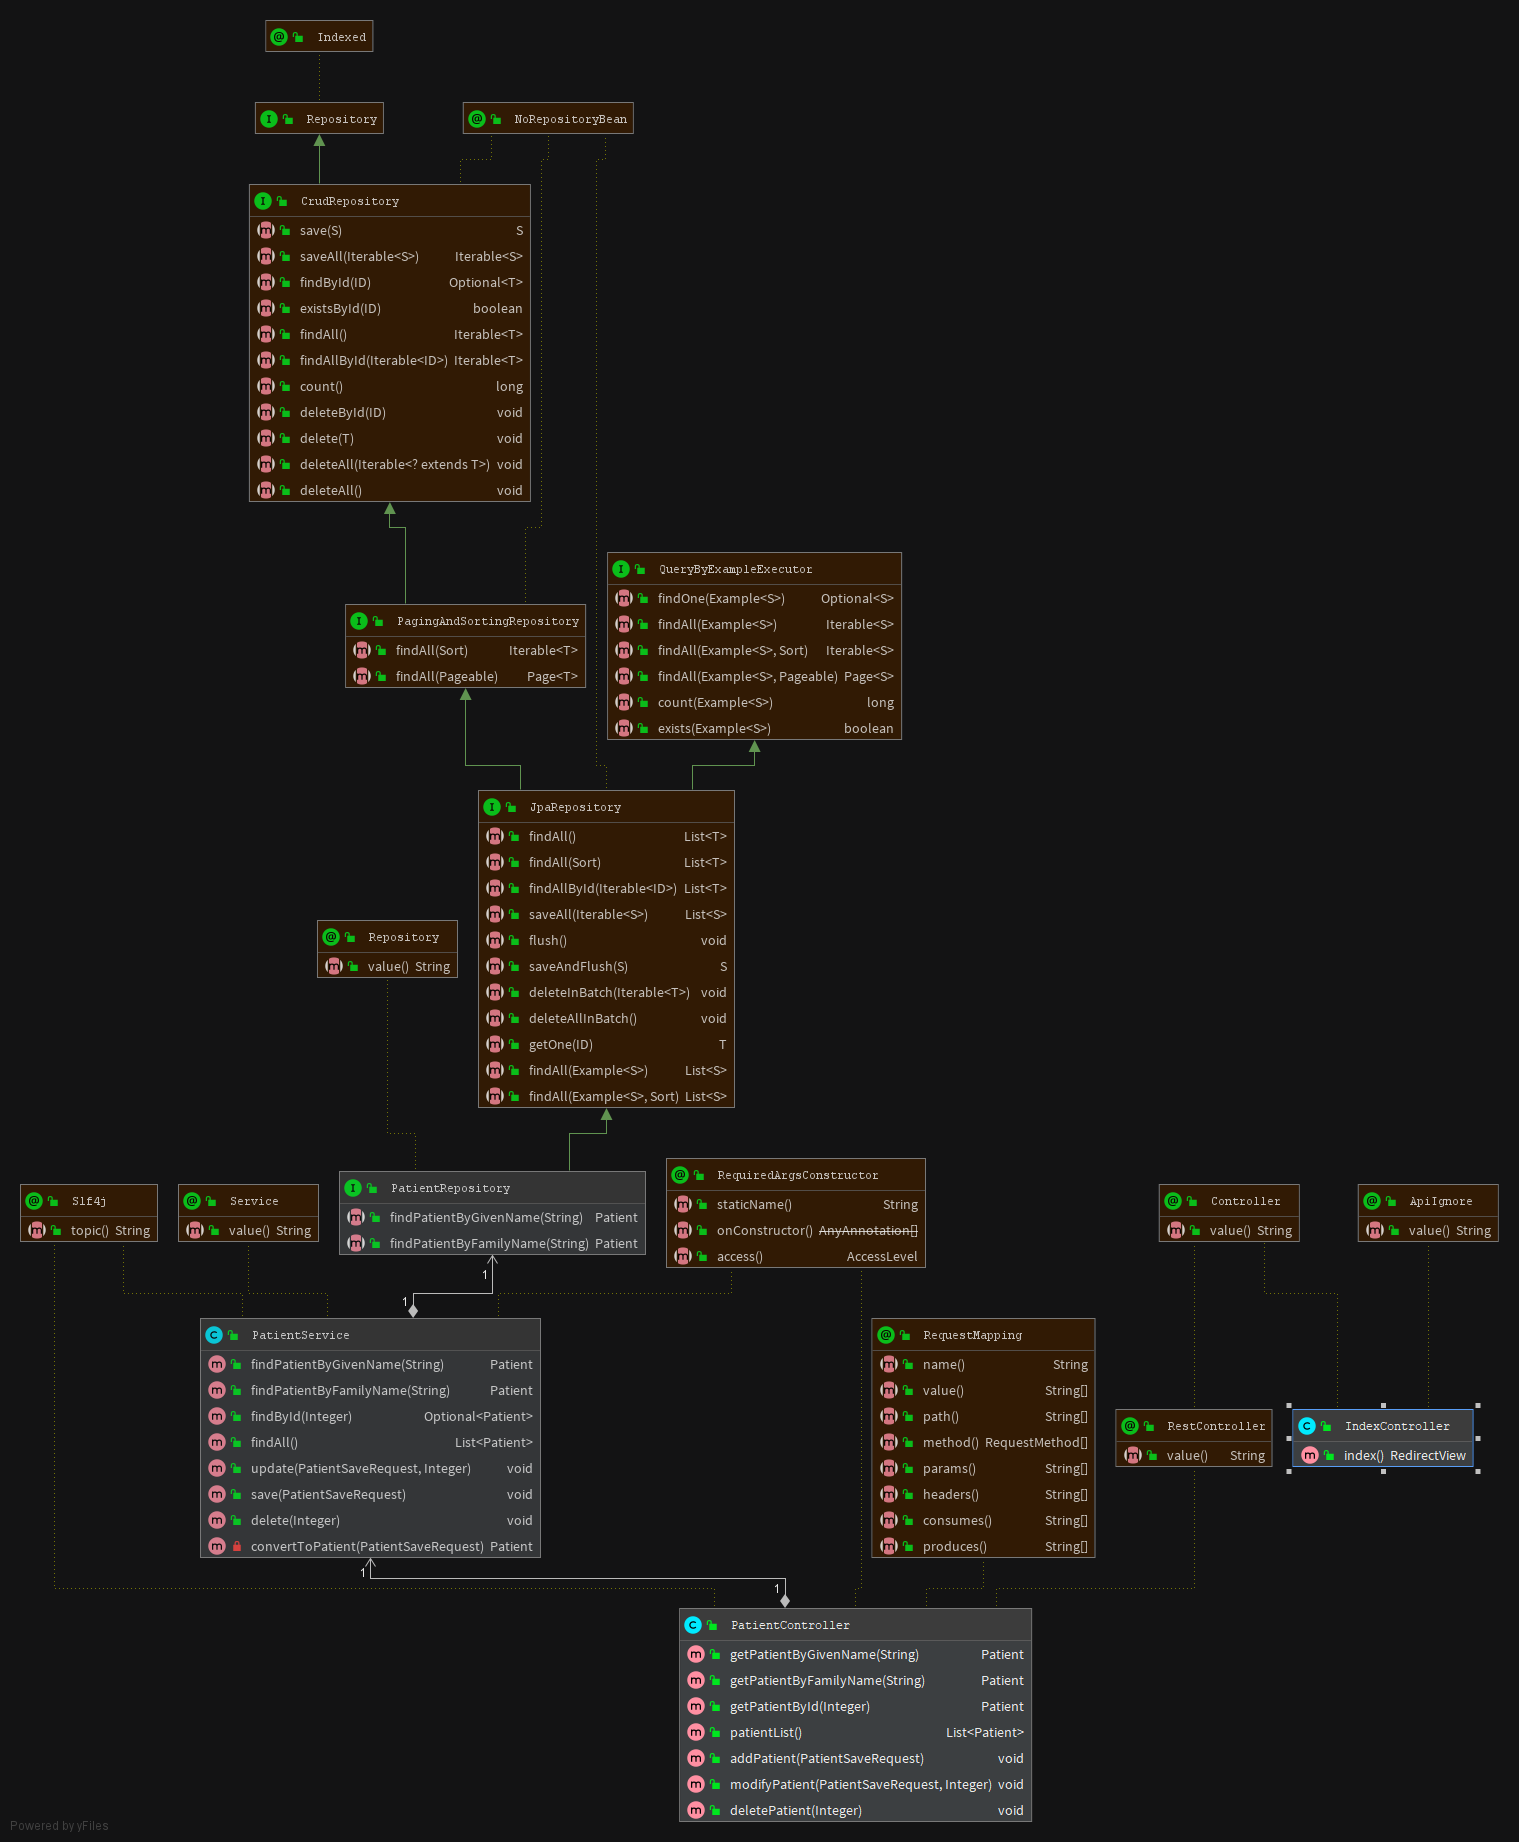 Indexed
Repository
NoRepositoryBean
CrudRepository
save(S) S
saveAll(Iterable<S>) Iterable<S>
findById(ID) Optional<T>
existsById(ID) boolean
findAll() Iterable<T>
findAllById(Iterable<ID>) Iterable<T>
count() long
deleteById(ID) void
delete(T) void
deleteAll(Iterable<? extends T>) void
deleteAll() void
QueryByExampleExecutor
findOne(Example<S>) Optional<S>
findAll(Example<S>) Iterable<S>
findAll(Example<S>, Sort) Iterable<S>
findAll(Example<S>, Pageable) Page<S>
count(Example<S>) long
exists(Example<S>) boolean
PagingAndSortingRepository
findAll(Sort) Iterable<T>
findAll(Pageable) Page<T>
JpaRepository
findAll() List<T>
findAll(Sort) List<T>
findAllById(Iterable<ID>) List<T>
saveAll(Iterable<S>) List<S>
flush() void
saveAndFlush(S) S
deleteInBatch(Iterable<T>) void
deleteAllInBatch() void
getOne(ID) T
findAll(Example<S>) List<S>
findAll(Example<S>, Sort) List<S>
Repository
value() String
Slf4j
topic() String
Service
value() String
PatientRepository
findPatientByGivenName(String) Patient
findPatientByFamilyName(String) Patient
RequiredArgsConstructor
staticName() String
onConstructor() AnyAnnotation[]
access() AccessLevel
Controller
value() String
ApiIgnore
value() String
1
1
PatientService
findPatientByGivenName(String) Patient
findPatientByFamilyName(String) Patient
findById(Integer) Optional<Patient>
findAll() List<Patient>
update(PatientSaveRequest, Integer) void
save(PatientSaveRequest) void
delete(Integer) void
convertToPatient(PatientSaveRequest) Patient
RequestMapping
name() String
value() String[]
path() String[]
method() RequestMethod[]
params() String[]
headers() String[]
consumes() String[]
produces() String[]
RestController
value() String
IndexController
index() RedirectView
1
1
PatientController
getPatientByGivenName(String) Patient
getPatientByFamilyName(String) Patient
getPatientById(Integer) Patient
patientList() List<Patient>
addPatient(PatientSaveRequest) void
modifyPatient(PatientSaveRequest, Integer) void
deletePatient(Integer) void
Powered by yFiles